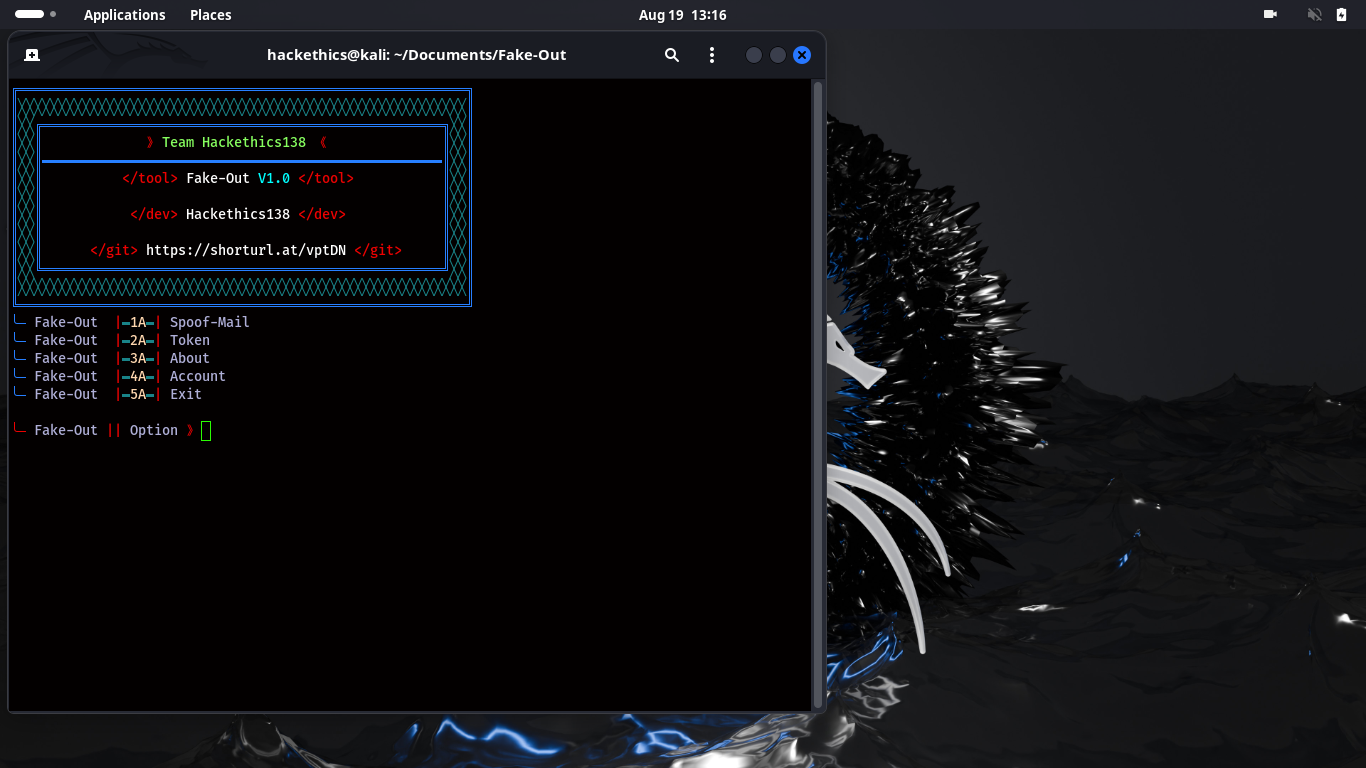 Applications Places Aug 19 13:16
hackethics@kali: ~/Documents/Fake-Out
》Team Hackethics138 《
</tool> Fake-Out V1.0 </tool>
</dev> Hackethics138 </dev>
</git> https://shorturl.at/vptDN </git>
╰─ Fake-Out |═1A═| Spoof-Mail
╰─ Fake-Out |═2A═| Token
╰─ Fake-Out |═3A═| About
╰─ Fake-Out |═4A═| Account
╰─ Fake-Out |═5A═| Exit
╰─ Fake-Out || Option 》